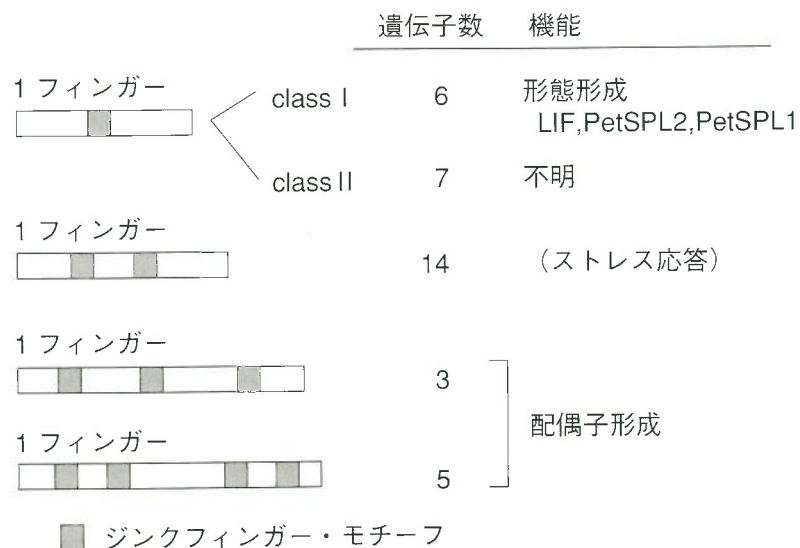 遺伝子数 機能
1 フィンガー
class I 6 形態形成
LIF,PetSPL2,PetSPL1
class II 7 不明
1 フィンガー
14 （ストレス応答）
1 フィンガー
3
配偶子形成
1 フィンガー
5
ジンクフィンガー・モチーフ